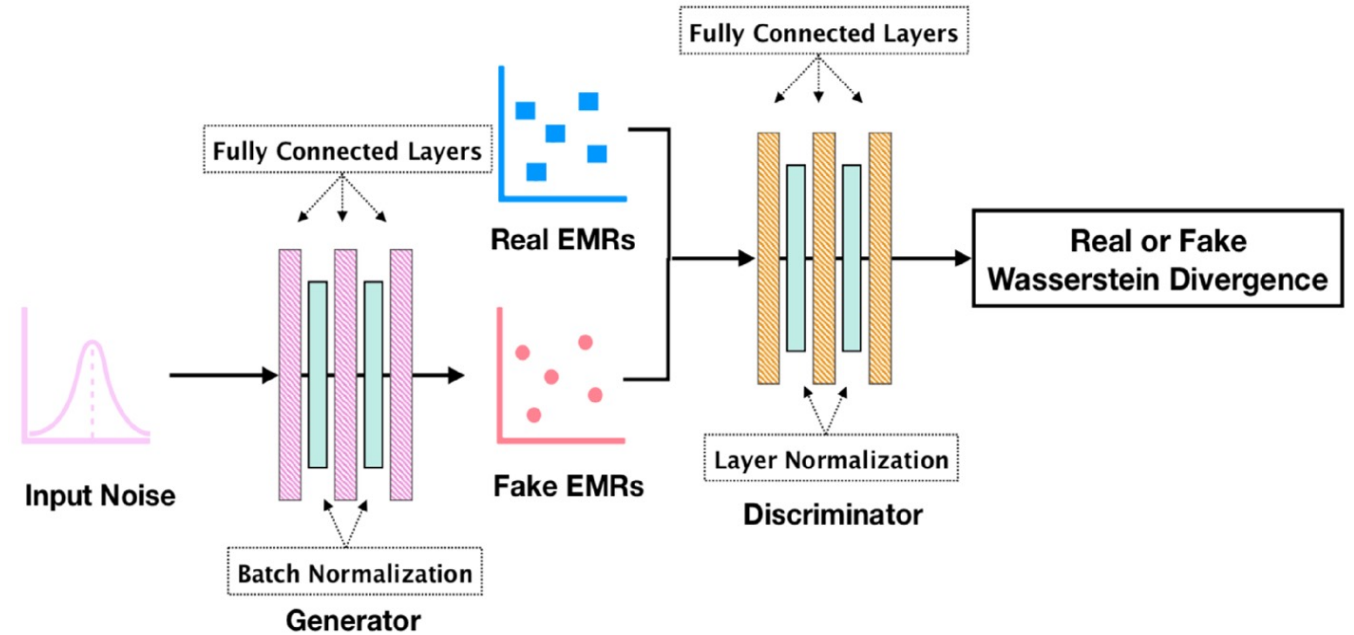 Fully Connected Layers
Fully Connected Layers
Real EMRs
Real or Fake
Wasserstein Divergence
Input Noise
Fake EMRs
Layer Normalization
Discriminator
Batch Normalization
Generator